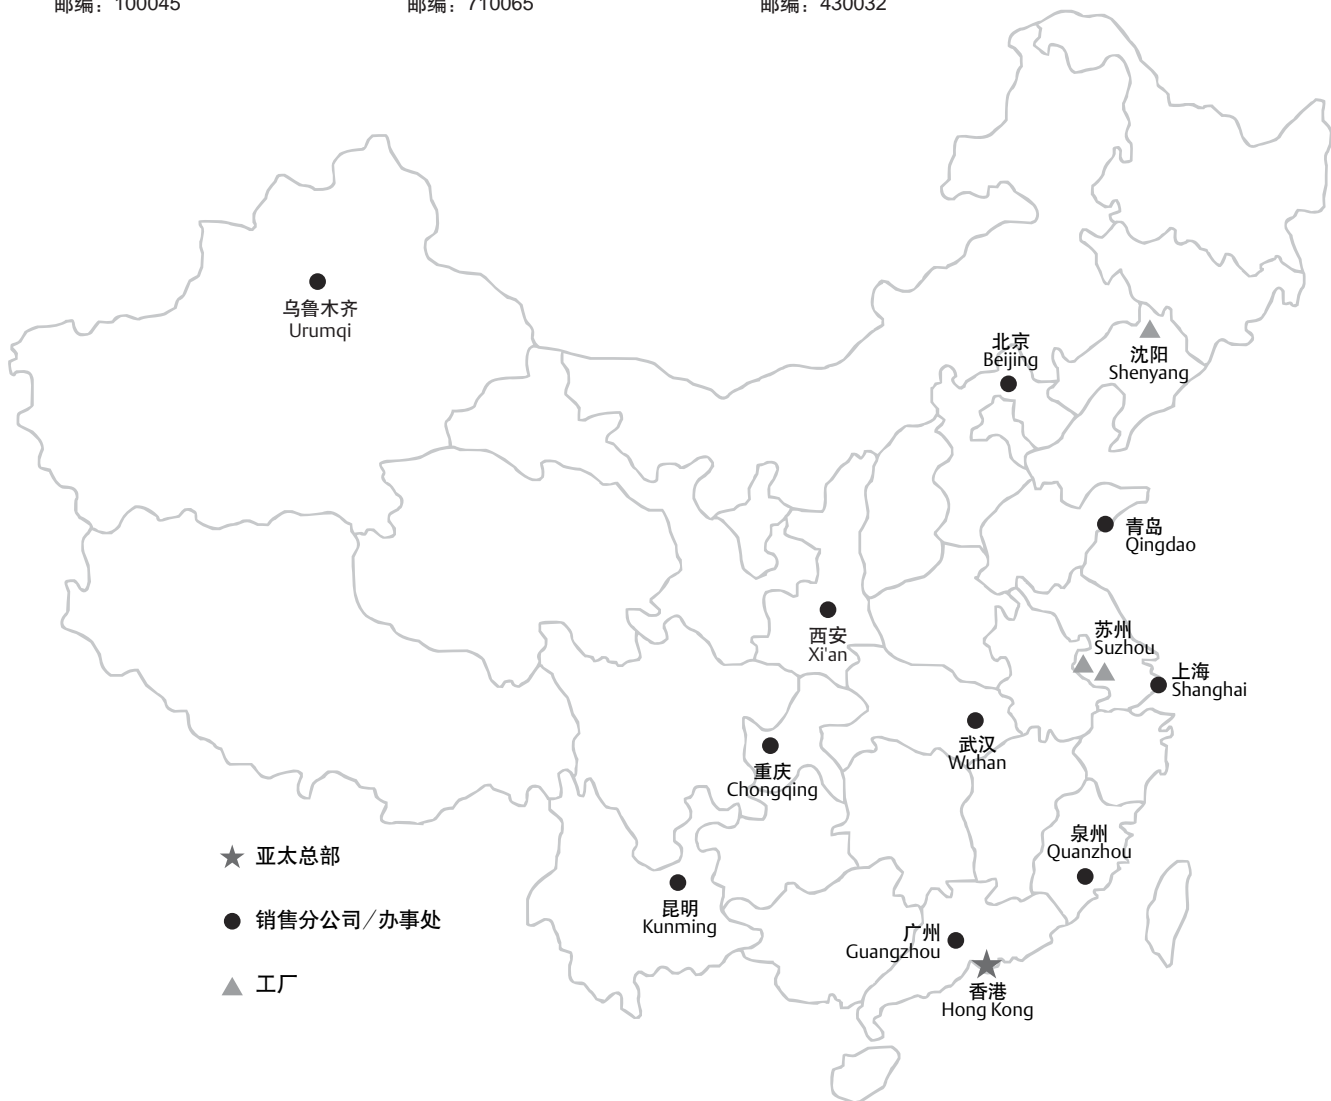 邮编：100045
邮编：710065
邮编：430032
乌鲁木齐
Urumqi
北京
Beijing
沈阳
Shenyang
青岛
Qingdao
西安
Xi'an
苏州
Suzhou
上海
Shanghai
武汉
Wuhan
重庆
Chongqing
泉州
Quanzhou
亚太总部
销售分公司/办事处
昆明
Kunming
广州
Guangzhou
工厂
香港
Hong Kong